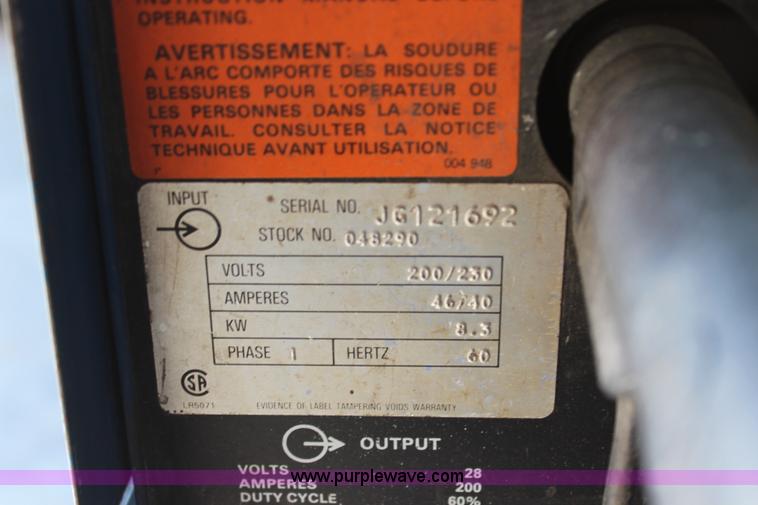 INSTRUCTION MANUAL BEFORE
OPERATING.
AVERTISSEMENT: LA SOUDURE
A L'ARC COMPORTE DES RISQUES DE
BLESSURES POUR L'OPERATEUR OU
LES PERSONNES DANS LA ZONE DE
TRAVAIL. CONSULTER LA NOTICE
TECHNIQUE AVANT UTILISATION.
004 948
INPUT
SERIAL NO. JG121692
STOCK NO. 048290
VOLTS 200/230
AMPERES 46/40
KW 8.3
PHASE 1 HERTZ 60
CSA
LR5071 EVIDENCE OF LABEL TAMPERING VOIDS WARRANTY
OUTPUT
VOLTS 28
www.purplewave.com
AMPERES 200
DUTY CYCLE 60%